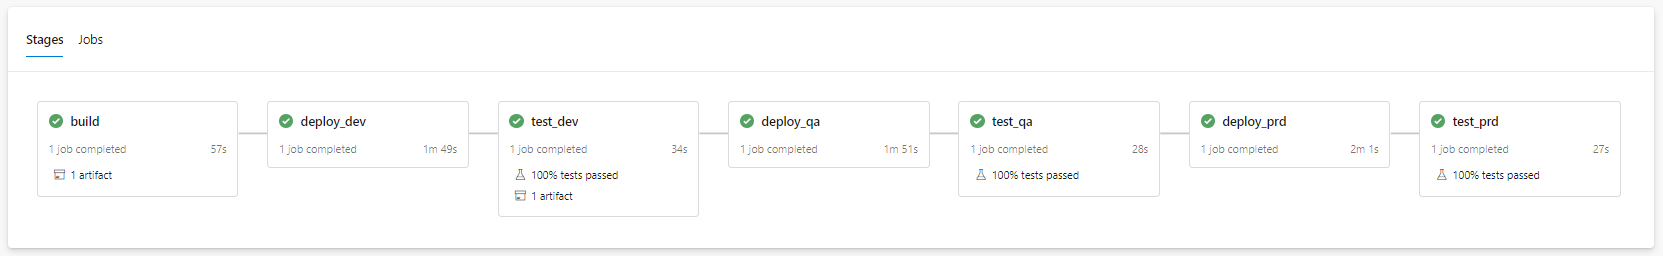 Stages Jobs
build
1 job completed 57s
1 artifact
deploy_dev
1 job completed 1m 49s
test_dev
1 job completed 34s
100% tests passed
1 artifact
deploy_qa
1 job completed 1m 51s
test_qa
1 job completed 28s
100% tests passed
deploy_prd
1 job completed 2m 1s
test_prd
1 job completed 27s
100% tests passed